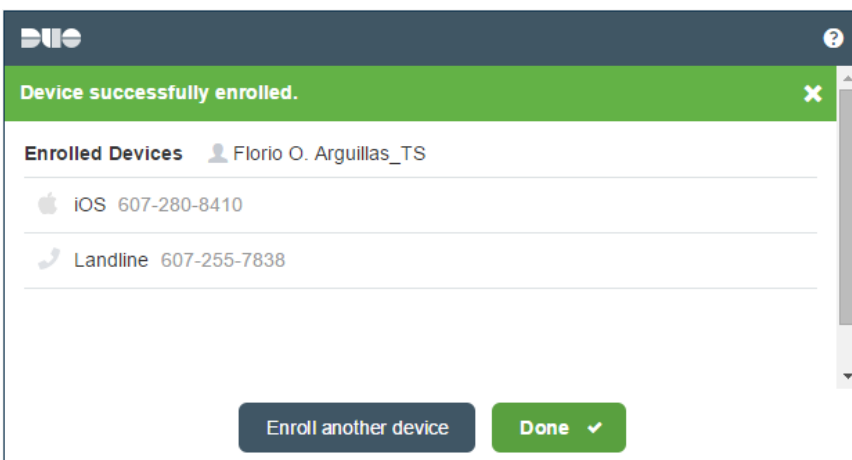 DUO
?
Device successfully enrolled.
Enrolled Devices Florio O. Arguillas_TS
iOS 607-280-8410
Landline 607-255-7838
Enroll another device Done